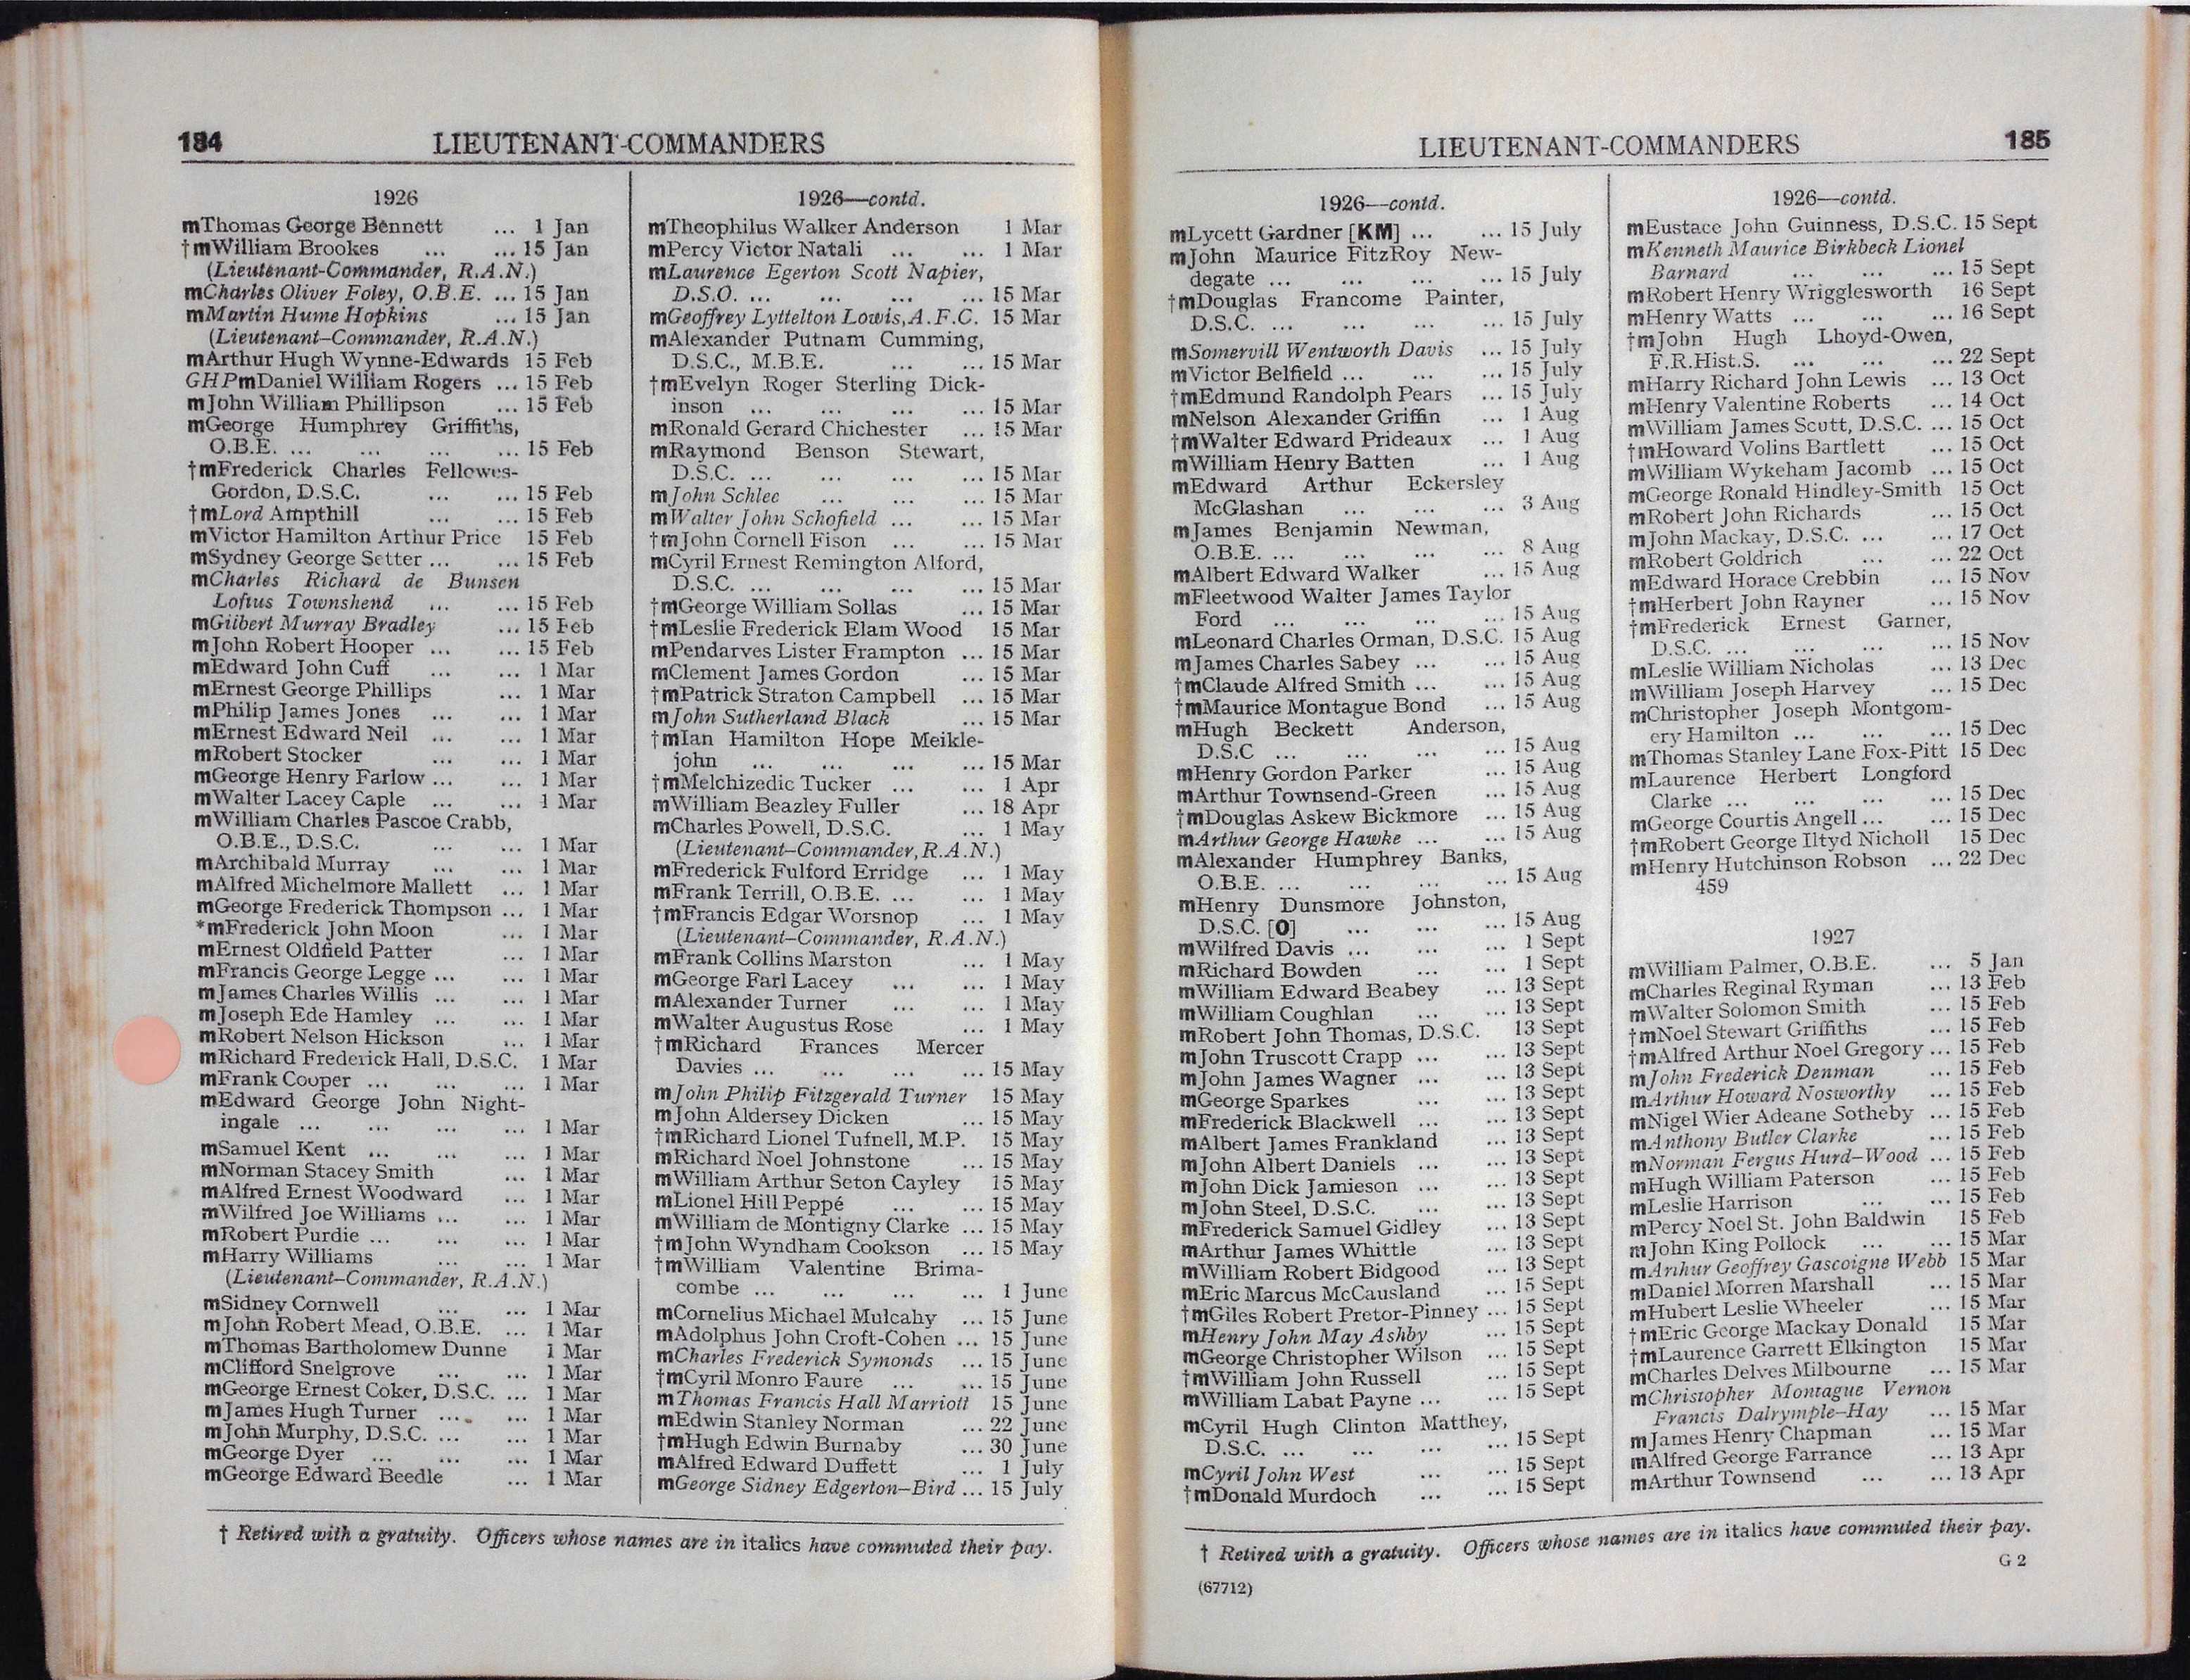 184
LIEUTENANT-COMMANDERS
1926
mThomas George Bennett ... 1 Jan
†mWilliam Brookes ... ... 15 Jan
(Lieutenant-Commander, R.A.N.)
mCharles Oliver Foley, O.B.E. ... 15 Jan
mMartin Hume Hopkins ... 15 Jan
(Lieutenant-Commander, R.A.N.)
mArthur Hugh Wynne-Edwards 15 Feb
GHPmDaniel William Rogers ... 15 Feb
mJohn William Phillipson ... 15 Feb
mGeorge Humphrey Griffiths,
O.B.E. ... ... ... ... 15 Feb
†mFrederick Charles Fellowes-
Gordon, D.S.C. ... ... 15 Feb
†mLord Ampthill ... ... 15 Feb
mVictor Hamilton Arthur Price 15 Feb
mSydney George Setter ... ... 15 Feb
mCharles Richard de Bunsen
Loftus Townshend ... ... 15 Feb
mGilbert Murray Bradley ... 15 Feb
mJohn Robert Hooper ... ... 15 Feb
mEdward John Cuff ... ... 1 Mar
mErnest George Phillips ... 1 Mar
mPhilip James Jones ... ... 1 Mar
mErnest Edward Neil ... ... 1 Mar
mRobert Stocker ... ... 1 Mar
mGeorge Henry Farlow ... ... 1 Mar
mWalter Lacey Caple ... ... 1 Mar
mWilliam Charles Pascoe Crabb,
O.B.E., D.S.C. ... ... 1 Mar
mArchibald Murray ... ... 1 Mar
mAlfred Michelmore Mallett ... 1 Mar
mGeorge Frederick Thompson ... 1 Mar
*mFrederick John Moon ... 1 Mar
mErnest Oldfield Patter ... 1 Mar
mFrancis George Legge ... ... 1 Mar
mJames Charles Willis ... ... 1 Mar
mJoseph Ede Hamley ... ... 1 Mar
mRobert Nelson Hickson ... 1 Mar
mRichard Frederick Hall, D.S.C. 1 Mar
mFrank Cooper ... ... ... 1 Mar
mEdward George John Night-
ingale ... ... ... ... 1 Mar
mSamuel Kent ... ... ... 1 Mar
mNorman Stacey Smith ... 1 Mar
mAlfred Ernest Woodward ... 1 Mar
mWilfred Joe Williams ... ... 1 Mar
mRobert Purdie ... ... ... 1 Mar
mHarry Williams ... ... 1 Mar
(Lieutenant-Commander, R.A.N.)
mSidney Cornwell ... ... 1 Mar
mJohn Robert Mead, O.B.E. ... 1 Mar
mThomas Bartholomew Dunne 1 Mar
mClifford Snelgrove ... ... 1 Mar
mGeorge Ernest Coker, D.S.C. ... 1 Mar
mJames Hugh Turner ... ... 1 Mar
mJohn Murphy, D.S.C. ... ... 1 Mar
mGeorge Dyer ... ... ... 1 Mar
mGeorge Edward Beedle ... 1 Mar
1926—contd.
mTheophilus Walker Anderson 1 Mar
mPercy Victor Natali ... ... 1 Mar
mLaurence Egerton Scott Napier,
D.S.O. ... ... ... ... 15 Mar
mGeoffrey Lyttelton Lowis, A.F.C. 15 Mar
mAlexander Putnam Cumming,
D.S.C., M.B.E. ... ... 15 Mar
†mEvelyn Roger Sterling Dick-
inson ... ... ... ... 15 Mar
mRonald Gerard Chichester ... 15 Mar
mRaymond Benson Stewart,
D.S.C. ... ... ... ... 15 Mar
mJohn Schlee ... ... ... 15 Mar
mWalter John Schofield ... ... 15 Mar
†mJohn Cornell Fison ... ... 15 Mar
mCyril Ernest Remington Alford,
D.S.C. ... ... ... ... 15 Mar
†mGeorge William Sollas ... 15 Mar
†mLeslie Frederick Elam Wood 15 Mar
mPendarves Lister Frampton ... 15 Mar
mClement James Gordon ... 15 Mar
†mPatrick Straton Campbell ... 15 Mar
mJohn Sutherland Black ... 15 Mar
†mIan Hamilton Hope Meikle-
john ... ... ... ... 15 Mar
†mMelchizedic Tucker ... ... 1 Apr
mWilliam Beazley Fuller ... 18 Apr
mCharles Powell, D.S.C. ... 1 May
(Lieutenant-Commander, R.A.N.)
mFrederick Fulford Erridge ... 1 May
mFrank Terrill, O.B.E. ... ... 1 May
†mFrancis Edgar Worsnop ... 1 May
(Lieutenant-Commander, R.A.N.)
mFrank Collins Marston ... 1 May
mGeorge Farl Lacey ... ... 1 May
mAlexander Turner ... ... 1 May
mWalter Augustus Rose ... 1 May
†mRichard Frances Mercer
Davies ... ... ... ... 15 May
mJohn Philip Fitzgerald Turner 15 May
mJohn Aldersey Dicken ... 15 May
†mRichard Lionel Tufnell, M.P. 15 May
mRichard Noel Johnstone ... 15 May
mWilliam Arthur Seton Cayley 15 May
mLionel Hill Peppé ... ... 15 May
mWilliam de Montigny Clarke ... 15 May
†mJohn Wyndham Cookson ... 15 May
†mWilliam Valentine Brima-
combe ... ... ... ... 1 June
mCornelius Michael Mulcahy ... 15 June
mAdolphus John Croft-Cohen ... 15 June
mCharles Frederick Symonds ... 15 June
†mCyril Monro Faure ... ... 15 June
mThomas Francis Hall Marriott 15 June
mEdwin Stanley Norman ... 22 June
†mHugh Edwin Burnaby ... 30 June
mAlfred Edward Duffett ... 1 July
mGeorge Sidney Edgerton-Bird ... 15 July
† Retired with a gratuity. Officers whose names are in italics have commuted their pay.
LIEUTENANT-COMMANDERS
185
1926—contd.
mLycett Gardner [KM] ... ... 15 July
mJohn Maurice FitzRoy New-
degate ... ... ... ... 15 July
†mDouglas Francome Painter,
D.S.C. ... ... ... ... 15 July
mSomervill Wentworth Davis ... 15 July
mVictor Belfield ... ... ... 15 July
†mEdmund Randolph Pears ... 15 July
mNelson Alexander Griffin ... 1 Aug
†mWalter Edward Prideaux ... 1 Aug
mWilliam Henry Batten ... 1 Aug
mEdward Arthur Eckersley
McGlashan ... ... ... 3 Aug
mJames Benjamin Newman,
O.B.E. ... ... ... ... 8 Aug
mAlbert Edward Walker ... 15 Aug
mFleetwood Walter James Taylor
Ford ... ... ... ... 15 Aug
mLeonard Charles Orman, D.S.C. 15 Aug
mJames Charles Sabey ... ... 15 Aug
†mClaude Alfred Smith ... ... 15 Aug
†mMaurice Montague Bond ... 15 Aug
mHugh Beckett Anderson,
D.S.C ... ... ... ... 15 Aug
mHenry Gordon Parker ... 15 Aug
mArthur Townsend-Green ... 15 Aug
†mDouglas Askew Bickmore ... 15 Aug
mArthur George Hawke ... ... 15 Aug
mAlexander Humphrey Banks,
O.B.E. ... ... ... ... 15 Aug
mHenry Dunsmore Johnston,
D.S.C. [O] ... ... ... 15 Aug
mWilfred Davis ... ... ... 1 Sept
mRichard Bowden ... ... 1 Sept
mWilliam Edward Beabey ... 13 Sept
mWilliam Coughlan ... ... 13 Sept
mRobert John Thomas, D.S.C. 13 Sept
mJohn Truscott Crapp ... ... 13 Sept
mJohn James Wagner ... ... 13 Sept
mGeorge Sparkes ... ... 13 Sept
mFrederick Blackwell ... ... 13 Sept
mAlbert James Frankland ... 13 Sept
mJohn Albert Daniels ... ... 13 Sept
mJohn Dick Jamieson ... ... 13 Sept
mJohn Steel, D.S.C. ... ... 13 Sept
mFrederick Samuel Gidley ... 13 Sept
mArthur James Whittle ... 13 Sept
mWilliam Robert Bidgood ... 13 Sept
mEric Marcus McCausland ... 15 Sept
†mGiles Robert Pretor-Pinney ... 15 Sept
mHenry John May Ashby ... 15 Sept
mGeorge Christopher Wilson ... 15 Sept
†mWilliam John Russell ... 15 Sept
mWilliam Labat Payne ... ... 15 Sept
mCyril Hugh Clinton Matthey,
D.S.C. ... ... ... ... 15 Sept
mCyril John West ... ... 15 Sept
†mDonald Murdoch ... ... 15 Sept
1926—contd.
mEustace John Guinness, D.S.C. 15 Sept
mKenneth Maurice Birkbeck Lionel
Barnard ... ... ... 15 Sept
mRobert Henry Wrigglesworth 16 Sept
mHenry Watts ... ... ... 16 Sept
†mJohn Hugh Lhoyd-Owen,
F.R.Hist.S. ... ... ... 22 Sept
mHarry Richard John Lewis ... 13 Oct
mHenry Valentine Roberts ... 14 Oct
mWilliam James Scutt, D.S.C. ... 15 Oct
†mHoward Volins Bartlett ... 15 Oct
mWilliam Wykeham Jacomb ... 15 Oct
mGeorge Ronald Hindley-Smith 15 Oct
mRobert John Richards ... 15 Oct
mJohn Mackay, D.S.C. ... ... 17 Oct
mRobert Goldrich ... ... 22 Oct
mEdward Horace Crebbin ... 15 Nov
†mHerbert John Rayner ... 15 Nov
†mFrederick Ernest Garner,
D.S.C. ... ... ... ... 15 Nov
mLeslie William Nicholas ... 13 Dec
mWilliam Joseph Harvey ... 15 Dec
mChristopher Joseph Montgom-
ery Hamilton ... ... ... 15 Dec
mThomas Stanley Lane Fox-Pitt 15 Dec
mLaurence Herbert Longford
Clarke ... ... ... ... 15 Dec
mGeorge Courtis Angell ... ... 15 Dec
†mRobert George Iltyd Nicholl 15 Dec
mHenry Hutchinson Robson ... 22 Dec
459
1927
mWilliam Palmer, O.B.E. ... 5 Jan
mCharles Reginal Ryman ... 13 Feb
mWalter Solomon Smith ... 15 Feb
†mNoel Stewart Griffiths ... 15 Feb
†mAlfred Arthur Noel Gregory ... 15 Feb
mJohn Frederick Denman ... 15 Feb
mArthur Howard Nosworthy ... 15 Feb
mNigel Wier Adeane Sotheby ... 15 Feb
mAnthony Butler Clarke ... 15 Feb
mNorman Fergus Hurd-Wood ... 15 Feb
mHugh William Paterson ... 15 Feb
mLeslie Harrison ... ... 15 Feb
mPercy Noel St. John Baldwin 15 Feb
mJohn King Pollock ... ... 15 Mar
mArthur Geoffrey Gascoigne Webb 15 Mar
mDaniel Morren Marshall ... 15 Mar
mHubert Leslie Wheeler ... 15 Mar
†mEric George Mackay Donald 15 Mar
†mLaurence Garrett Elkington 15 Mar
mCharles Delves Milbourne ... 15 Mar
mChristopher Montague Vernon
Francis Dalrymple-Hay ... 15 Mar
mJames Henry Chapman ... 15 Mar
mAlfred George Farrance ... 13 Apr
mArthur Townsend ... ... 13 Apr
† Retired with a gratuity. Officers whose names are in italics have commuted their pay.
(67712)
G 2